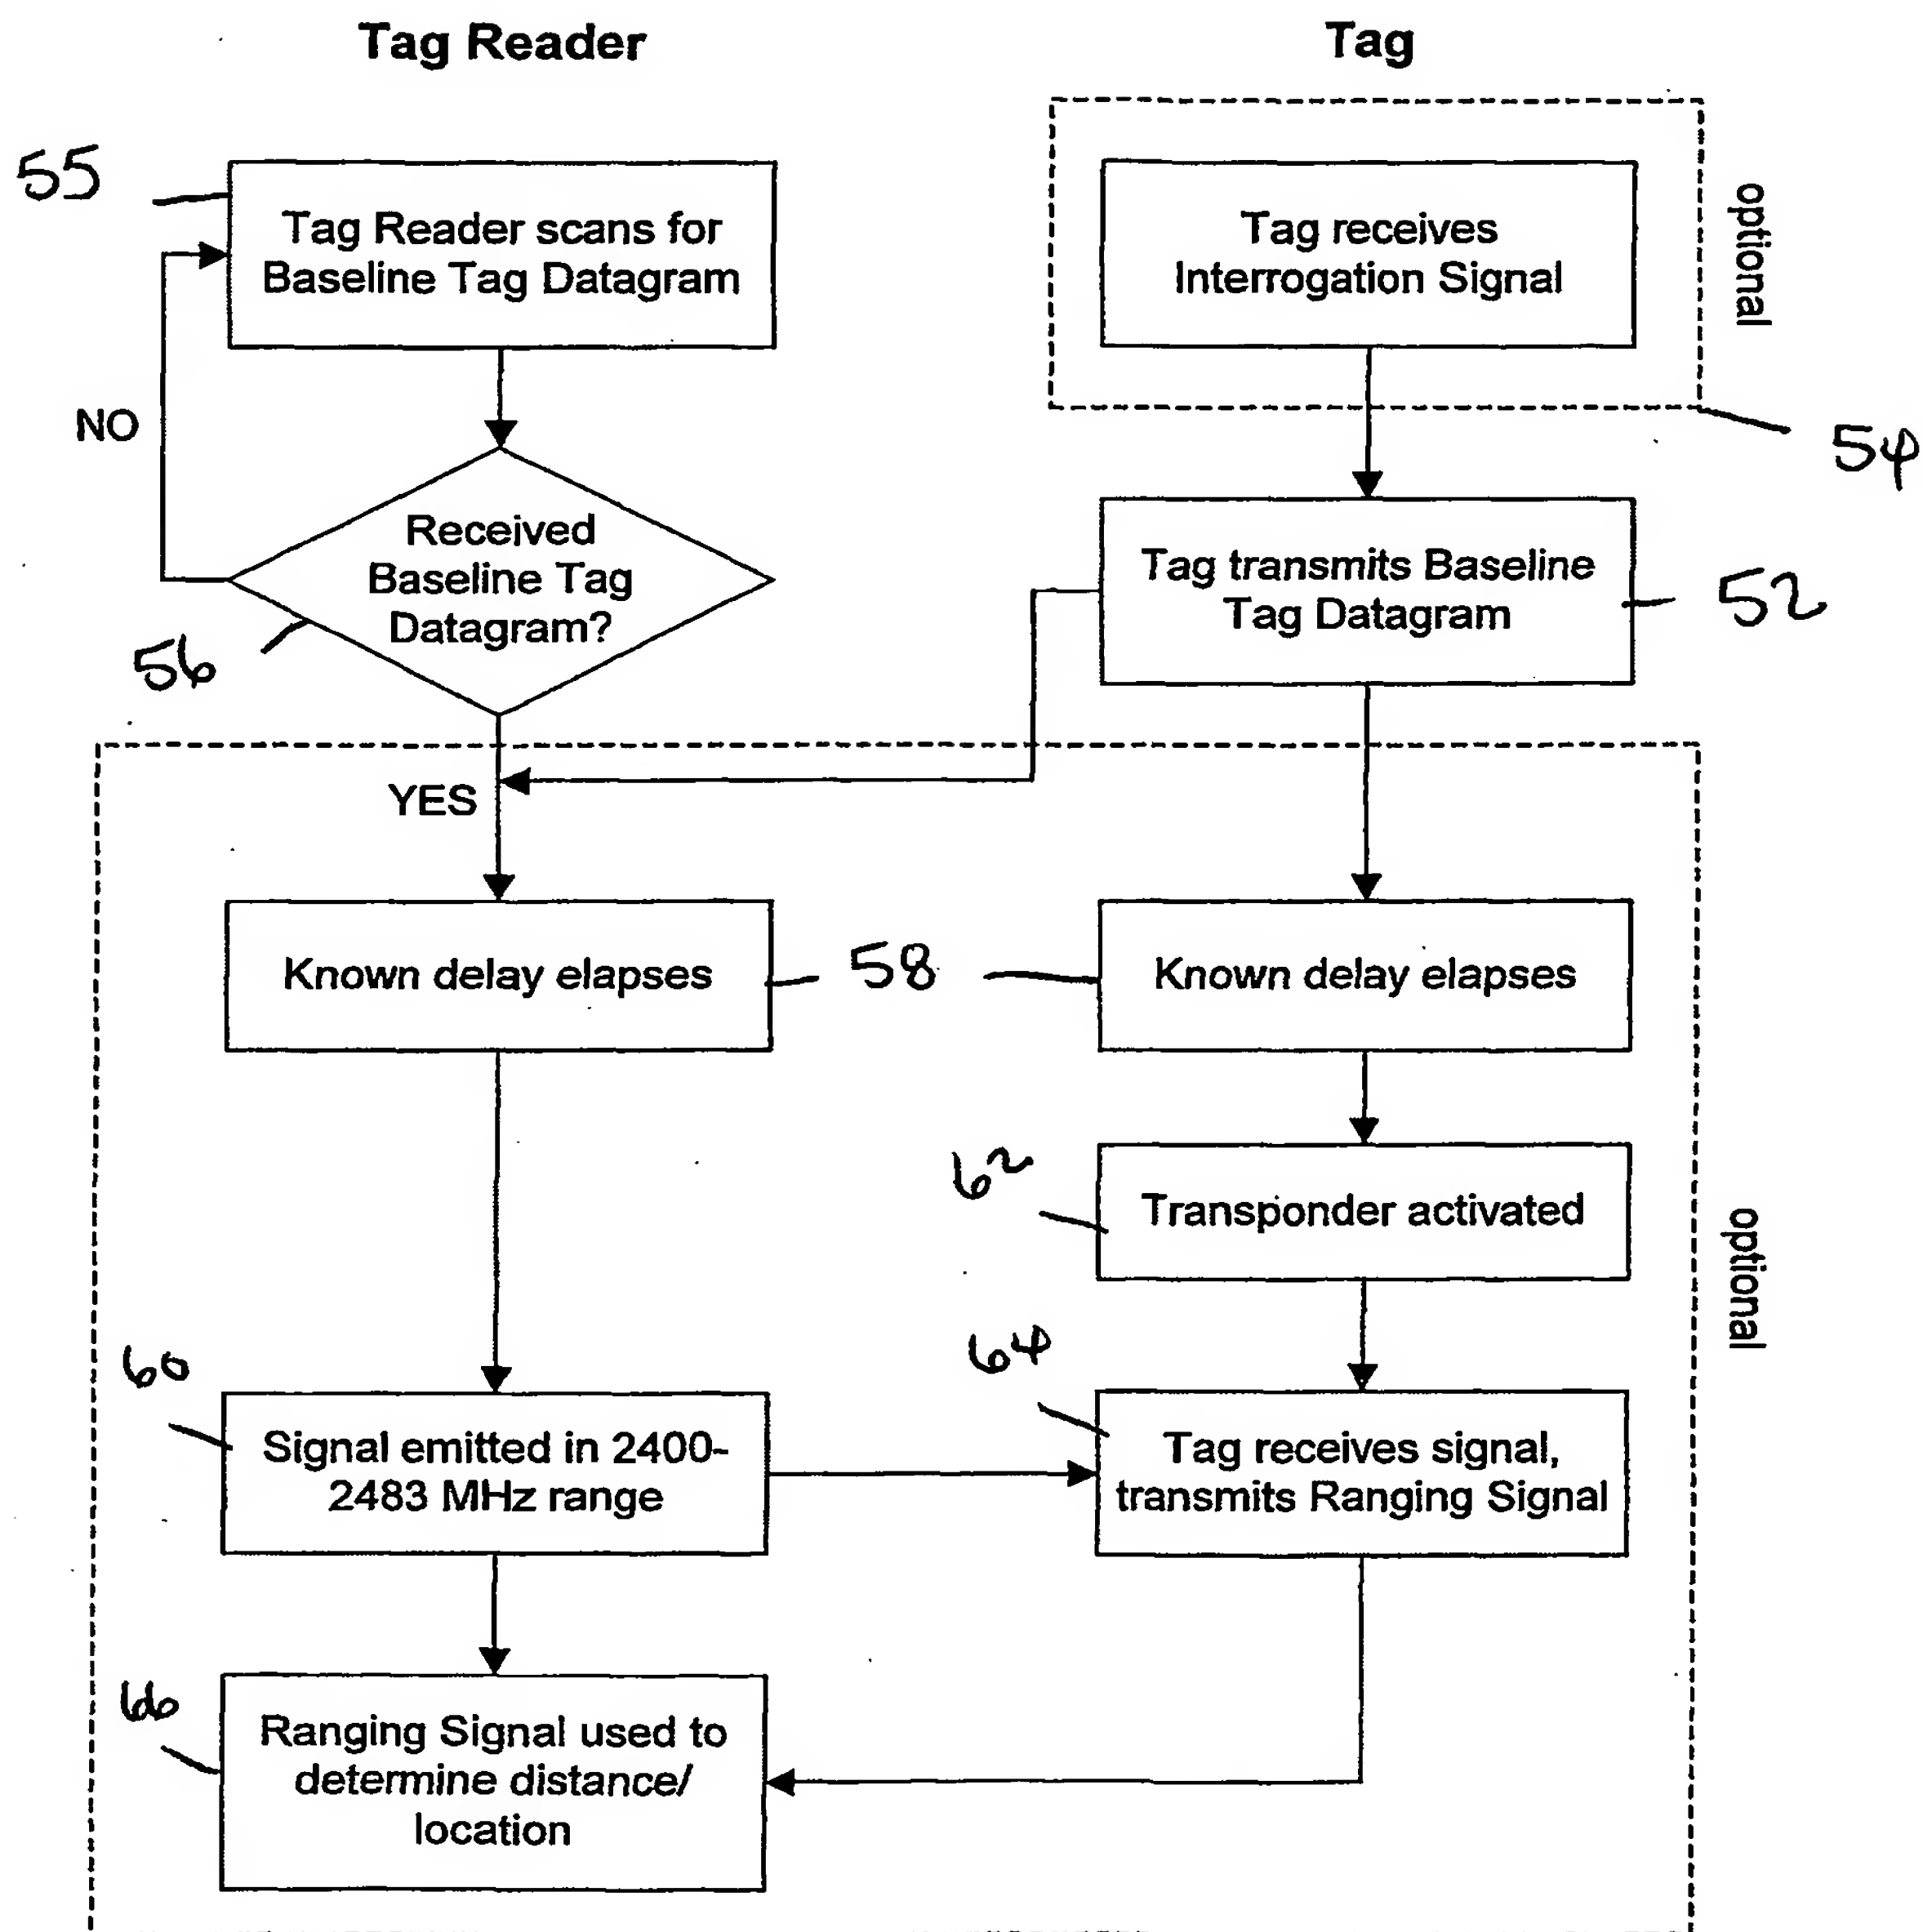 Tag Reader
Tag
55
Tag Reader scans for
Baseline Tag Datagram
Tag receives
Interrogation Signal
optional
NO
54
Received
Baseline Tag
Datagram?
56
Tag transmits Baseline
Tag Datagram
52
YES
Known delay elapses
58
Known delay elapses
62
Transponder activated
optional
60
Signal emitted in 2400-
2483 MHz range
64
Tag receives signal,
transmits Ranging Signal
66
Ranging Signal used to
determine distance/
location